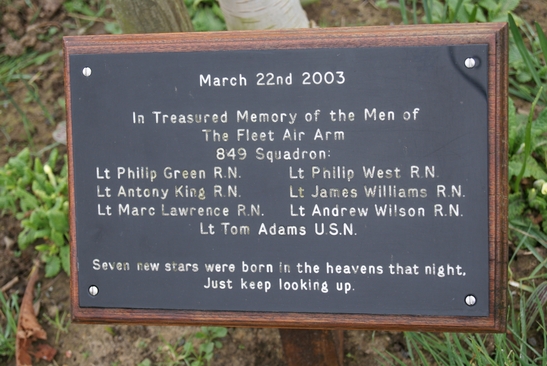 March 22nd 2003
In Treasured Memory of the Men of
The Fleet Air Arm
849 Squadron:
Lt Philip Green R.N. Lt Philip West R.N.
Lt Antony King R.N. Lt James Williams R.N.
Lt Marc Lawrence R.N. Lt Andrew Wilson R.N.
Lt Tom Adams U.S.N.
Seven new stars were born in the heavens that night,
Just keep looking up.